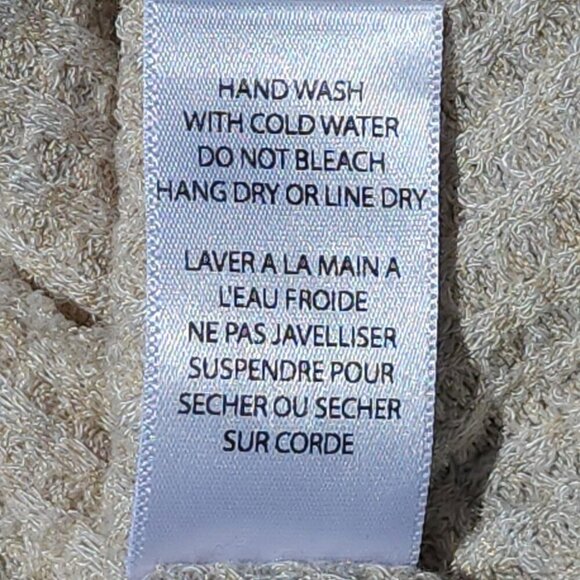 HAND WASH
WITH COLD WATER
DO NOT BLEACH
HANG DRY OR LINE DRY
LAVER A LA MAIN A
L'EAU FROIDE
NE PAS JAVELLISER
SUSPENDRE POUR
SECHER OU SECHER
SUR CORDE